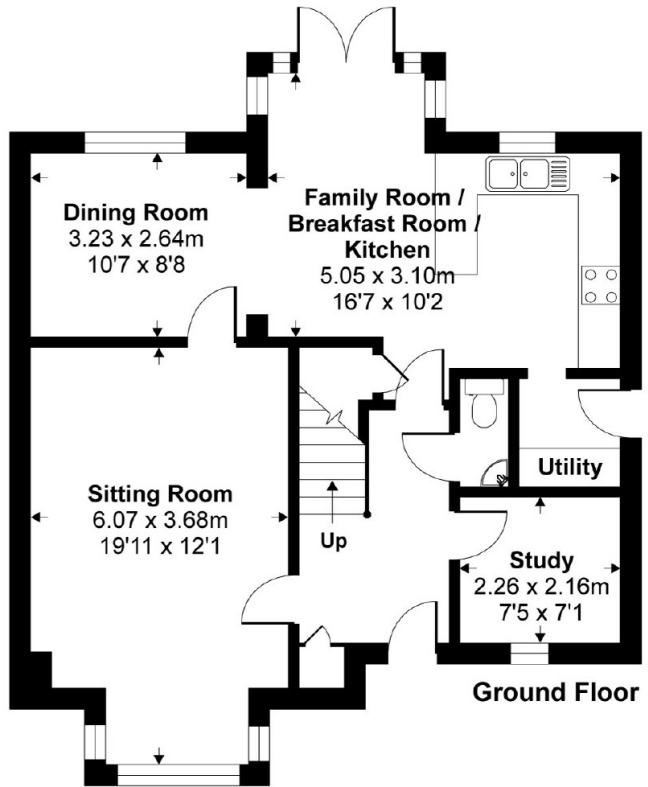 Dining Room
3.23 x 2.64m
10'7 x 8'8
Family Room /
Breakfast Room /
Kitchen
5.05 x 3.10m
16'7 x 10'2
Sitting Room
6.07 x 3.68m
19'11 x 12'1
Up
Utility
Study
2.26 x 2.16m
7'5 x 7'1
Ground Floor